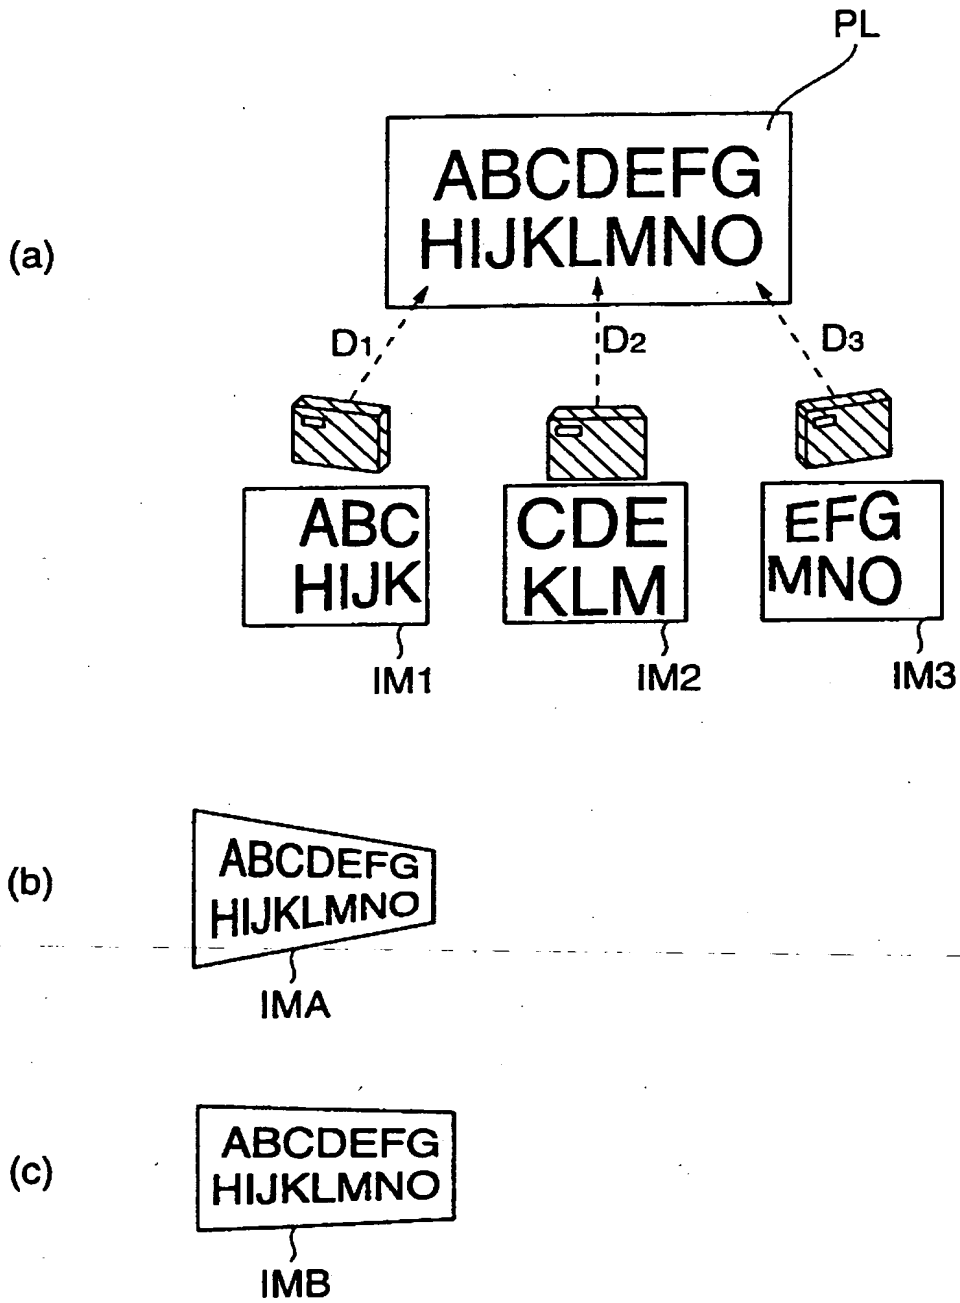 PL
ABCDEFG
HIJKLMNO
(a)
D1
D2
D3
ABC
HIJK
CDE
KLM
EFG
MNO
IM1
IM2
IM3
(b)
ABCDEFG
HIJKLMNO
IMA
(c)
ABCDEFG
HIJKLMNO
IMB